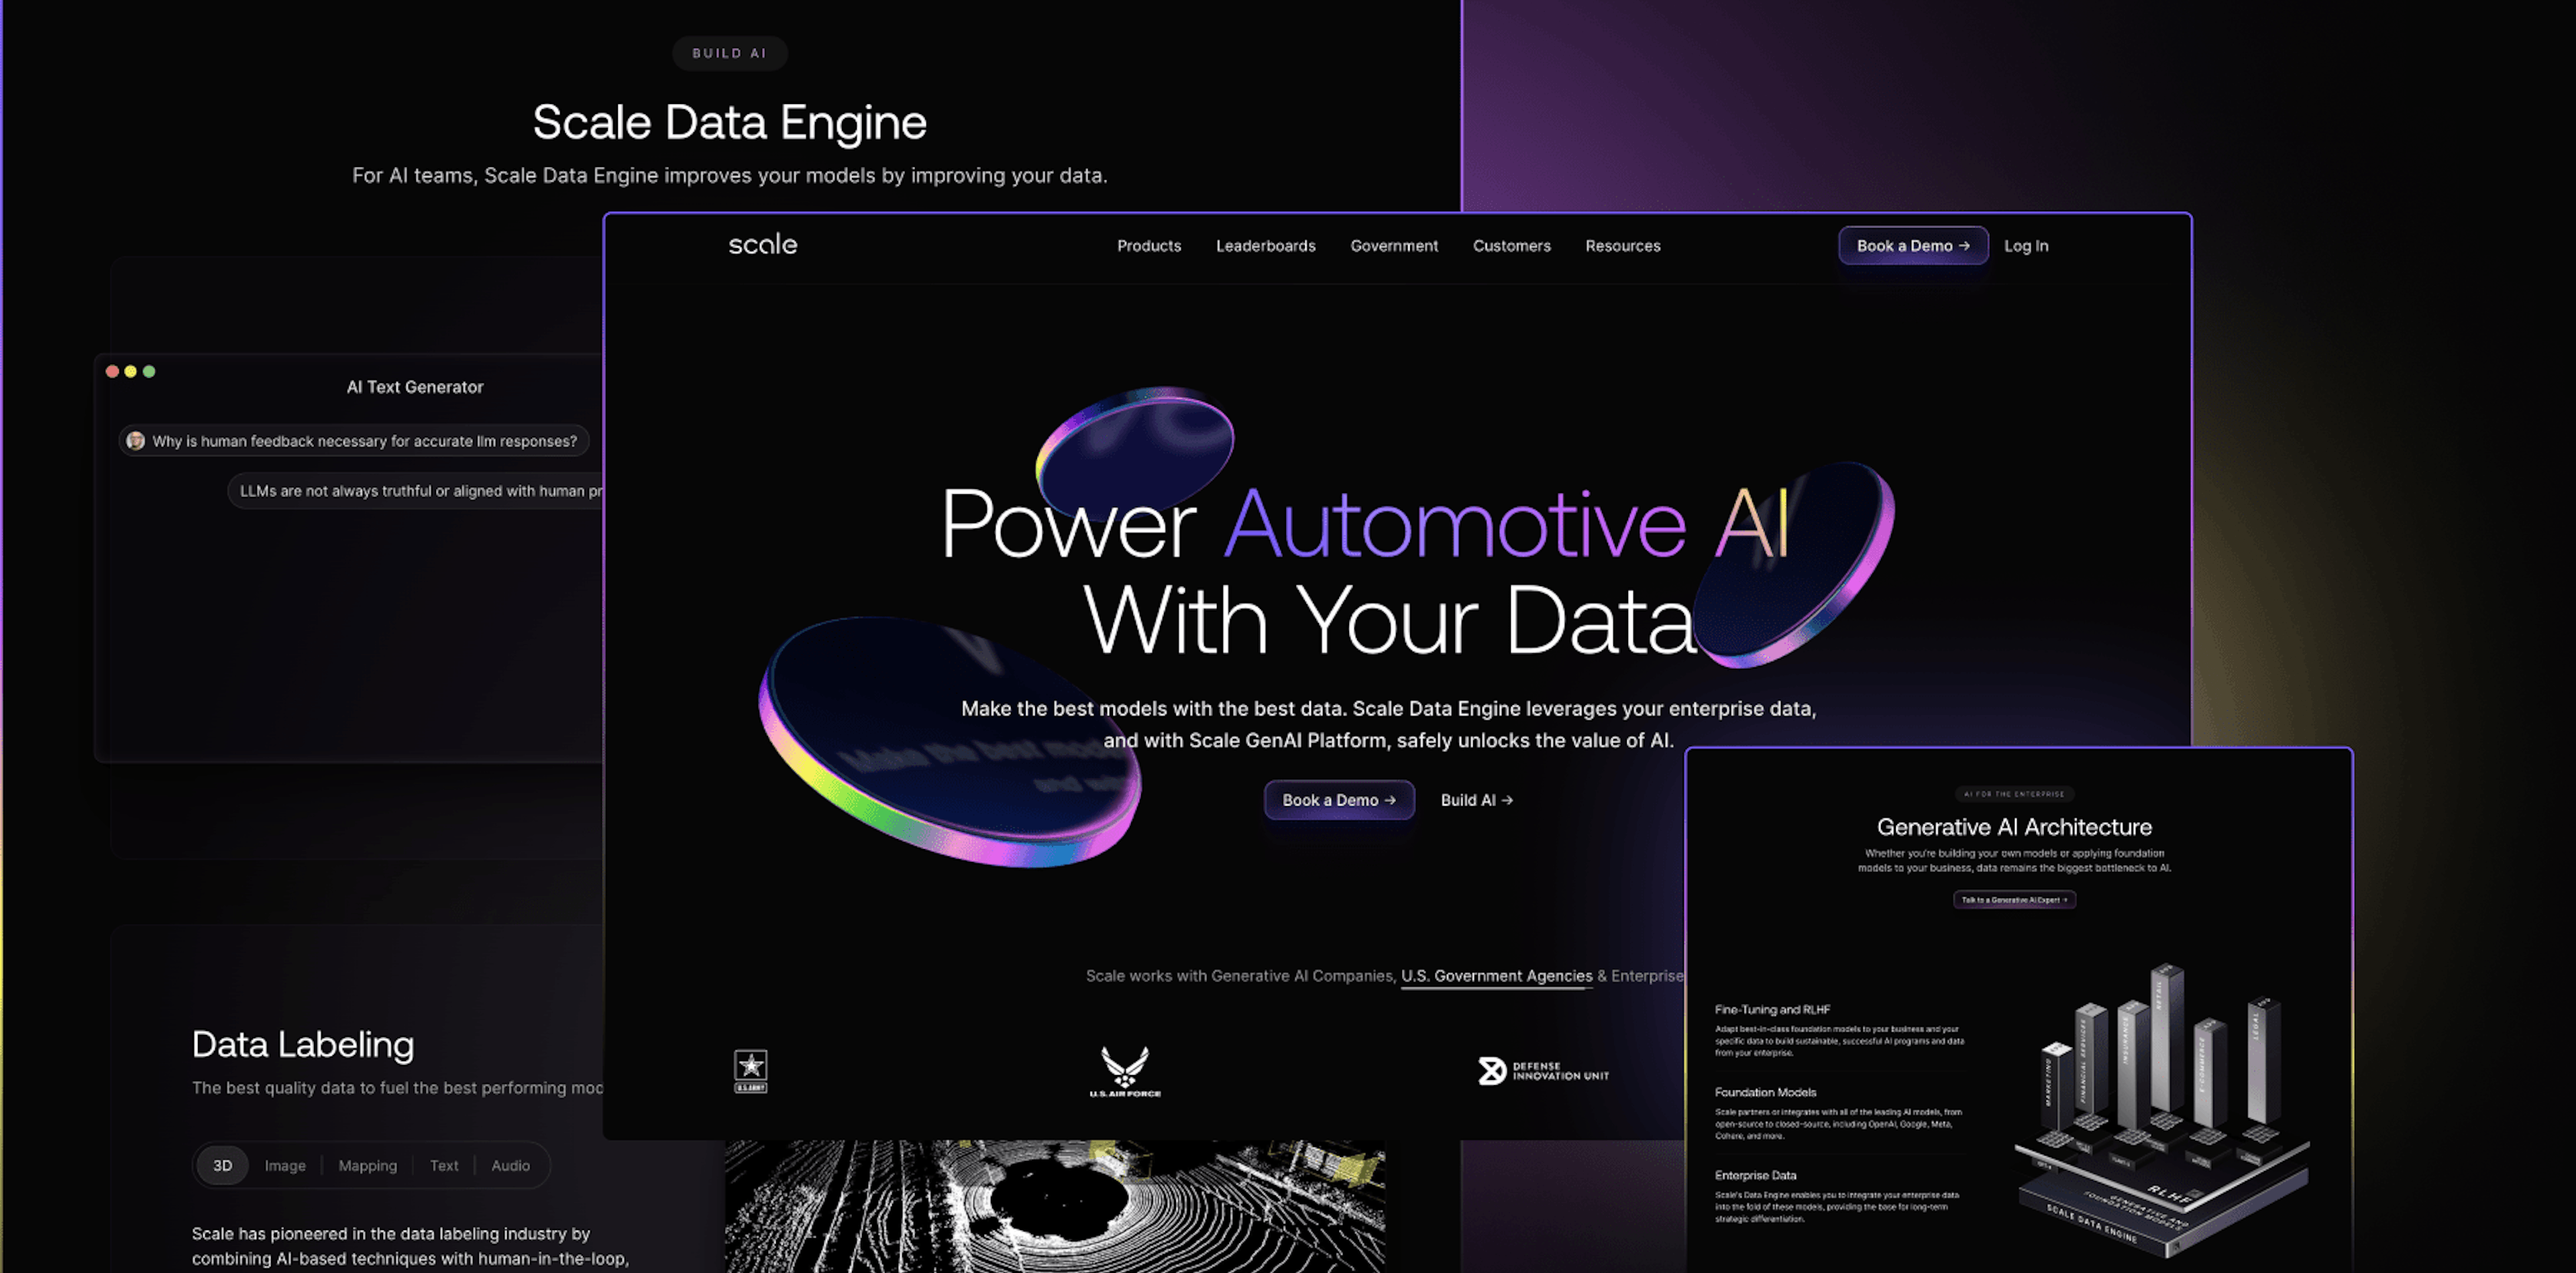 BUILD AI
Scale Data Engine
For AI teams, Scale Data Engine improves your models by improving your data.
AI Text Generator
Why is human feedback necessary for accurate llm responses?
LLMs are not always truthful or aligned with human pr
Data Labeling
The best quality data to fuel the best performing mod
3D
Image
Mapping
Text
Audio
Scale has pioneered in the data labeling industry by
combining AI-based techniques with human-in-the-loop,
scale
Products
Leaderboards
Government
Customers
Resources
Book a Demo →
Log In
Power Automotive AI
With Your Data
Make the best models with the best data. Scale Data Engine leverages your enterprise data,
and with Scale GenAI Platform, safely unlocks the value of AI.
Make the best mod
Book a Demo →
Build AI →
Scale works with Generative AI Companies, U.S. Government Agencies & Enterprise
U.S. ARMY
U.S. AIR FORCE
DEFENSE
INNOVATION UNIT
AI FOR THE ENTERPRISE
Generative AI Architecture
Whether you're building your own models or applying foundation
models to your business, data remains the biggest bottleneck to AI.
Talk to a Generative AI Expert →
Fine-Tuning and RLHF
Adapt best-in-class foundation models to your business and your
specific data to build sustainable, successful AI programs and data
from your enterprise.
Foundation Models
Scale partners or integrates with all of the leading AI models, from
open-source to closed-source, including OpenAI, Google, Meta,
Cohere, and more.
Enterprise Data
Scale's Data Engine enables you to integrate your enterprise data
into the fold of these models, providing the base for long-term
strategic differentiation.
MARKETING
FINANCIAL SERVICES
INSURANCE
RETAIL
E-COMMERCE
LEGAL
RLHF
GENERATIVE AND
FOUNDATION MODELS
SCALE DATA ENGINE